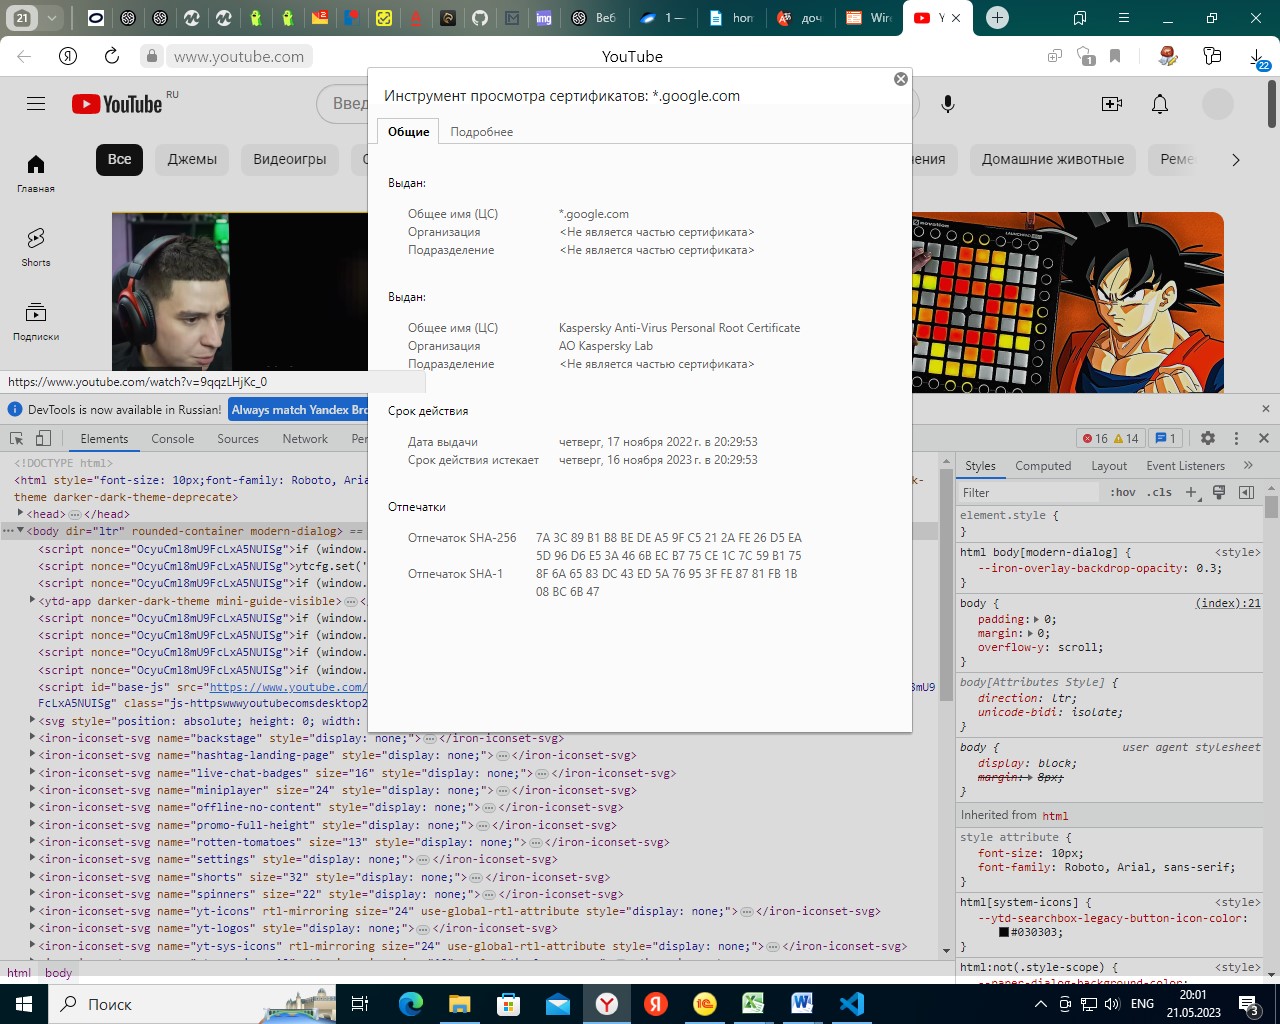 21
2
Веб
1 —
horr
доч
Wire
Y
www.youtube.com
YouTube
1
22
YouTube RU
Введ
Инструмент просмотра сертификатов: *.google.com
Общие
Подробнее
Все
Джемы
Видеоигры
Домашние животные
Реме
Главная
Shorts
Подписки
Выдан:
Общее имя (ЦС) *.google.com
Организация <Не является частью сертификата>
Подразделение <Не является частью сертификата>
Выдан:
Общее имя (ЦС) Kaspersky Anti-Virus Personal Root Certificate
Организация AO Kaspersky Lab
Подразделение <Не является частью сертификата>
Срок действия
Дата выдачи четверг, 17 ноября 2022 г. в 20:29:53
Срок действия истекает четверг, 16 ноября 2023 г. в 20:29:53
Отпечатки
Отпечаток SHA-256 7A 3C 89 B1 B8 BE DE A5 9F C5 21 2A FE 26 D5 EA
5D 96 D6 E5 3A 46 6B EC B7 75 CE 1C 7C 59 B1 75
Отпечаток SHA-1 8F 6A 65 83 DC 43 ED 5A 76 95 3F FE 87 81 FB 1B
08 BC 6B 47
https://www.youtube.com/watch?v=9qqzLHjKc_0
DevTools is now available in Russian!
Always match Yandex Bro
Elements
Console
Sources
Network
Per
16
14
1
<!DOCTYPE html>
<html style="font-size: 10px;font-family: Roboto, Aria
k-
theme darker-dark-theme-deprecate>
<head>…</head>
<body dir="ltr" rounded-container modern-dialog> ==
<script nonce="OcyuCml8mU9FcLxA5NUISg">if (window.
<script nonce="OcyuCml8mU9FcLxA5NUISg">ytcfg.set('
<script nonce="OcyuCml8mU9FcLxA5NUISg">if (window.
<ytd-app darker-dark-theme mini-guide-visible>…<
<script nonce="OcyuCml8mU9FcLxA5NUISg">if (window.
<script nonce="OcyuCml8mU9FcLxA5NUISg">if (window.
<script nonce="OcyuCml8mU9FcLxA5NUISg">if (window.
<script nonce="OcyuCml8mU9FcLxA5NUISg">if (window.
<script id="base-js" src="https://www.youtube.com/
8mU9
FcLxA5NUISg" class="js-httpswwwyoutubecomsdesktop2
<svg style="position: absolute; height: 0; width:
<iron-iconset-svg name="backstage" style="display: none;">…</iron-iconset-svg>
<iron-iconset-svg name="hashtag-landing-page" style="display: none;">…</iron-iconset-svg>
<iron-iconset-svg name="live-chat-badges" size="16" style="display: none;">…</iron-iconset-svg>
<iron-iconset-svg name="miniplayer" size="24" style="display: none;">…</iron-iconset-svg>
<iron-iconset-svg name="offline-no-content" style="display: none;">…</iron-iconset-svg>
<iron-iconset-svg name="promo-full-height" style="display: none;">…</iron-iconset-svg>
<iron-iconset-svg name="rotten-tomatoes" size="13" style="display: none;">…</iron-iconset-svg>
<iron-iconset-svg name="settings" style="display: none;">…</iron-iconset-svg>
<iron-iconset-svg name="shorts" size="32" style="display: none;">…</iron-iconset-svg>
<iron-iconset-svg name="spinners" size="22" style="display: none;">…</iron-iconset-svg>
<iron-iconset-svg name="yt-icons" rtl-mirroring size="24" use-global-rtl-attribute style="display: none;">…</iron-iconset-svg>
<iron-iconset-svg name="yt-logos" style="display: none;">…</iron-iconset-svg>
<iron-iconset-svg name="yt-sys-icons" rtl-mirroring size="24" use-global-rtl-attribute style="display: none;">…</iron-iconset-svg>
html body
Styles
Computed
Layout
Event Listeners
Filter
:hov .cls
element.style {
}
html body[modern-dialog] { <style>
--iron-overlay-backdrop-opacity: 0.3;
}
body { (index):21
padding: 0;
margin: 0;
overflow-y: scroll;
}
body[Attributes Style] {
direction: ltr;
unicode-bidi: isolate;
}
body { user agent stylesheet
display: block;
margin: 8px;
}
Inherited from html
style attribute {
font-size: 10px;
font-family: Roboto, Arial, sans-serif;
}
html[system-icons] { <style>
--ytd-searchbox-legacy-button-icon-color:
#030303;
}
html:not(.style-scope) { <style>
--paper-dialog-background-color:
Поиск
ENG
20:01
21.05.2023
3